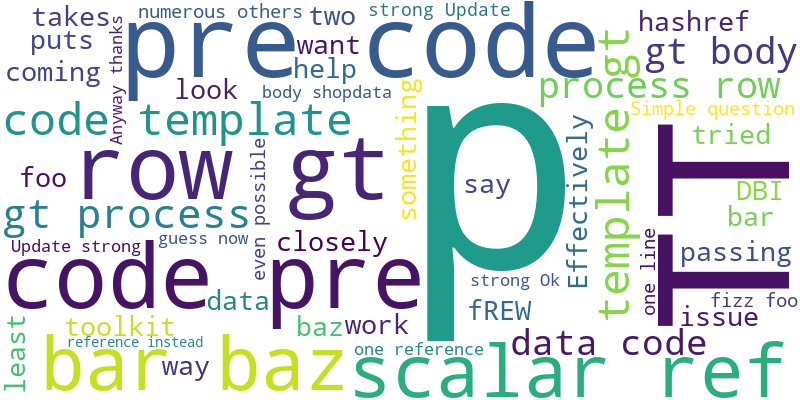 takes
numerous others
two
strong Update
hashref
puts
pre code
want
gt body
coming
Anyway thanks
help
look
body shopdata
process row
Simple question
code template
something
p
template gt
T T
tried
row gt
foo
say
Effectively
DBI
bar
gt process
even possible
guess now
closely
Update strong
code pre
strong Ok
one line
passing
data
fREW
fizz foo
least
toolkit
baz
work
issue
reference instead
way
one reference
data code
bar baz
scalar ref